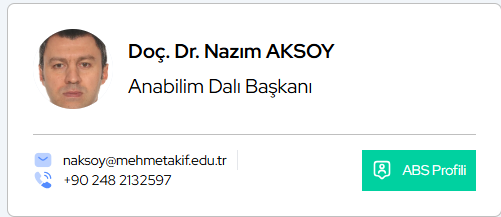 Doç. Dr. Nazım AKSOY
Anabilim Dalı Başkanı
naksoy@mehmetakif.edu.tr
+90 248 2132597
ABS Profili